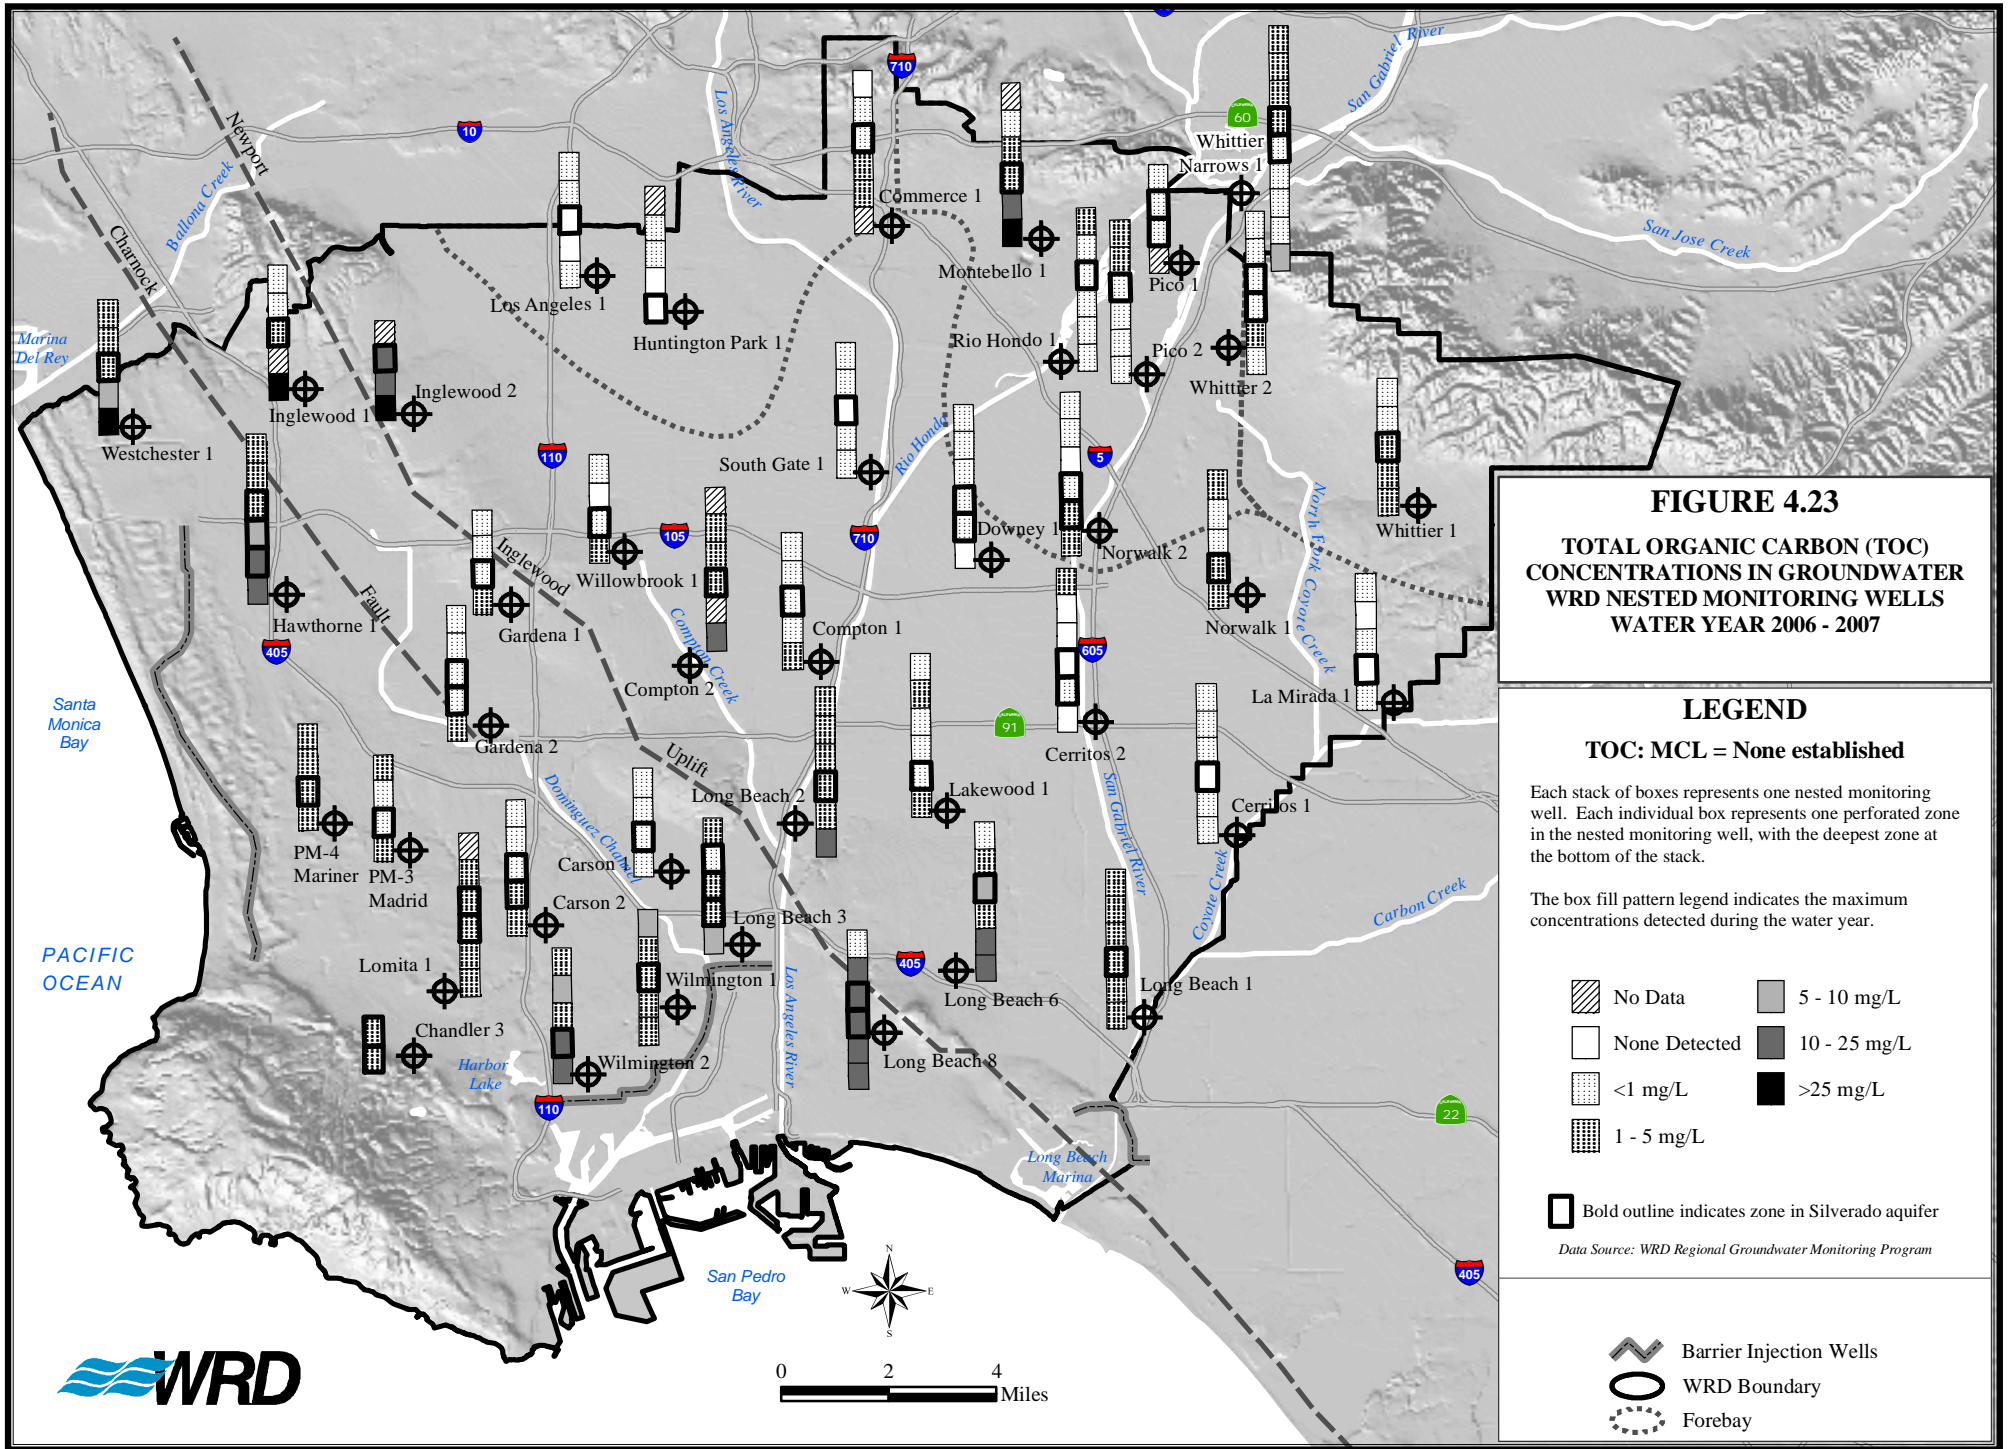 FIGURE 4.23
TOTAL ORGANIC CARBON (TOC)
CONCENTRATIONS IN GROUNDWATER
WRD NESTED MONITORING WELLS
WATER YEAR 2006 - 2007
LEGEND
TOC: MCL = None established
Each stack of boxes represents one nested monitoring
well. Each individual box represents one perforated zone
in the nested monitoring well, with the deepest zone at
the bottom of the stack.
The box fill pattern legend indicates the maximum
concentrations detected during the water year.
No Data
5 - 10 mg/L
None Detected
10 - 25 mg/L
<1 mg/L
>25 mg/L
1 - 5 mg/L
Bold outline indicates zone in Silverado aquifer
Data Source: WRD Regional Groundwater Monitoring Program
Barrier Injection Wells
WRD Boundary
Forebay
710
San Gabriel River
60
10
Newport
Los Angeles River
Whittier
Narrows 1
Ballona Creek
Commerce 1
Charnock
San Jose Creek
Montebello 1
Pico 1
Los Angeles 1
Marina
Del Rey
Huntington Park 1
Rio Hondo 1
Pico 2
Whittier 2
Inglewood 2
Inglewood 1
Westchester 1
110
South Gate 1
Rio Hondo
5
North Fork Coyote Creek
Whittier 1
105
710
Downey 1
Norwalk 2
Inglewood
Willowbrook 1
Fault
Hawthorne 1
Gardena 1
Compton 1
Norwalk 1
405
Compton Creek
605
Compton 2
La Mirada 1
Santa
Monica
Bay
91
Gardena 2
Cerritos 2
Uplift
Dominguez Channel
Long Beach 2
Lakewood 1
San Gabriel River
Cerritos 1
PM-4
Mariner
PM-3
Madrid
Carson 1
Carson 2
Long Beach 3
Coyote Creek
Carbon Creek
PACIFIC
OCEAN
Lomita 1
Wilmington 1
405
Long Beach 6
Long Beach 1
Los Angeles River
Chandler 3
Harbor
Lake
Wilmington 2
Long Beach 8
110
22
Long Beach
Marina
405
San Pedro
Bay
N
W
E
S
WRD
0 2 4
Miles
CALIFORNIA
CALIFORNIA
CALIFORNIA